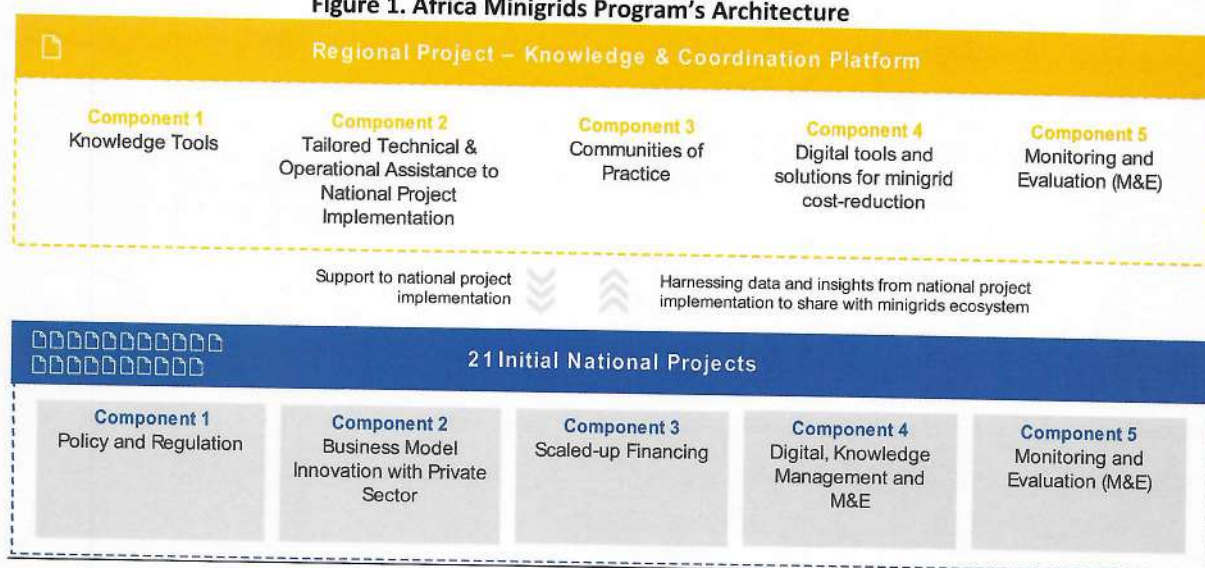 Figure 1. Africa Minigrids Program's Architecture
Regional Project – Knowledge & Coordination Platform
Component 1
Knowledge Tools
Component 2
Tailored Technical &
Operational Assistance to
National Project
Implementation
Component 3
Communities of
Practice
Component 4
Digital tools and
solutions for minigrid
cost-reduction
Component 5
Monitoring and
Evaluation (M&E)
Support to national project
implementation
Harnessing data and insights from national project
implementation to share with minigrids ecosystem
21 Initial National Projects
Component 1
Policy and Regulation
Component 2
Business Model
Innovation with Private
Sector
Component 3
Scaled-up Financing
Component 4
Digital, Knowledge
Management and
M&E
Component 5
Monitoring and
Evaluation (M&E)